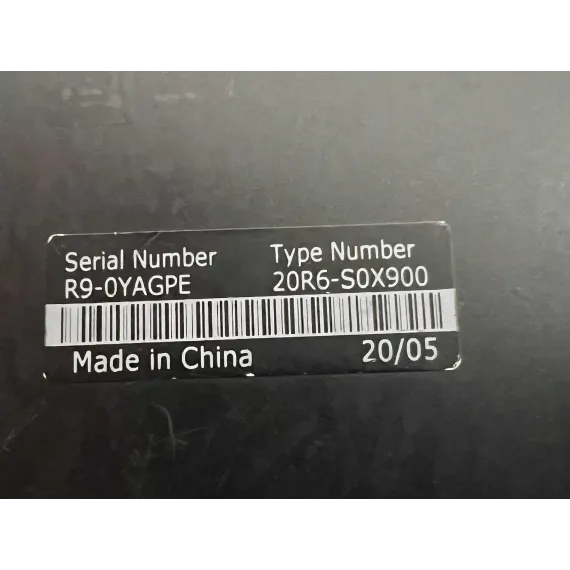 Serial Number Type Number
R9-0YAGPE 20R6-S0X900
Made in China 20/05